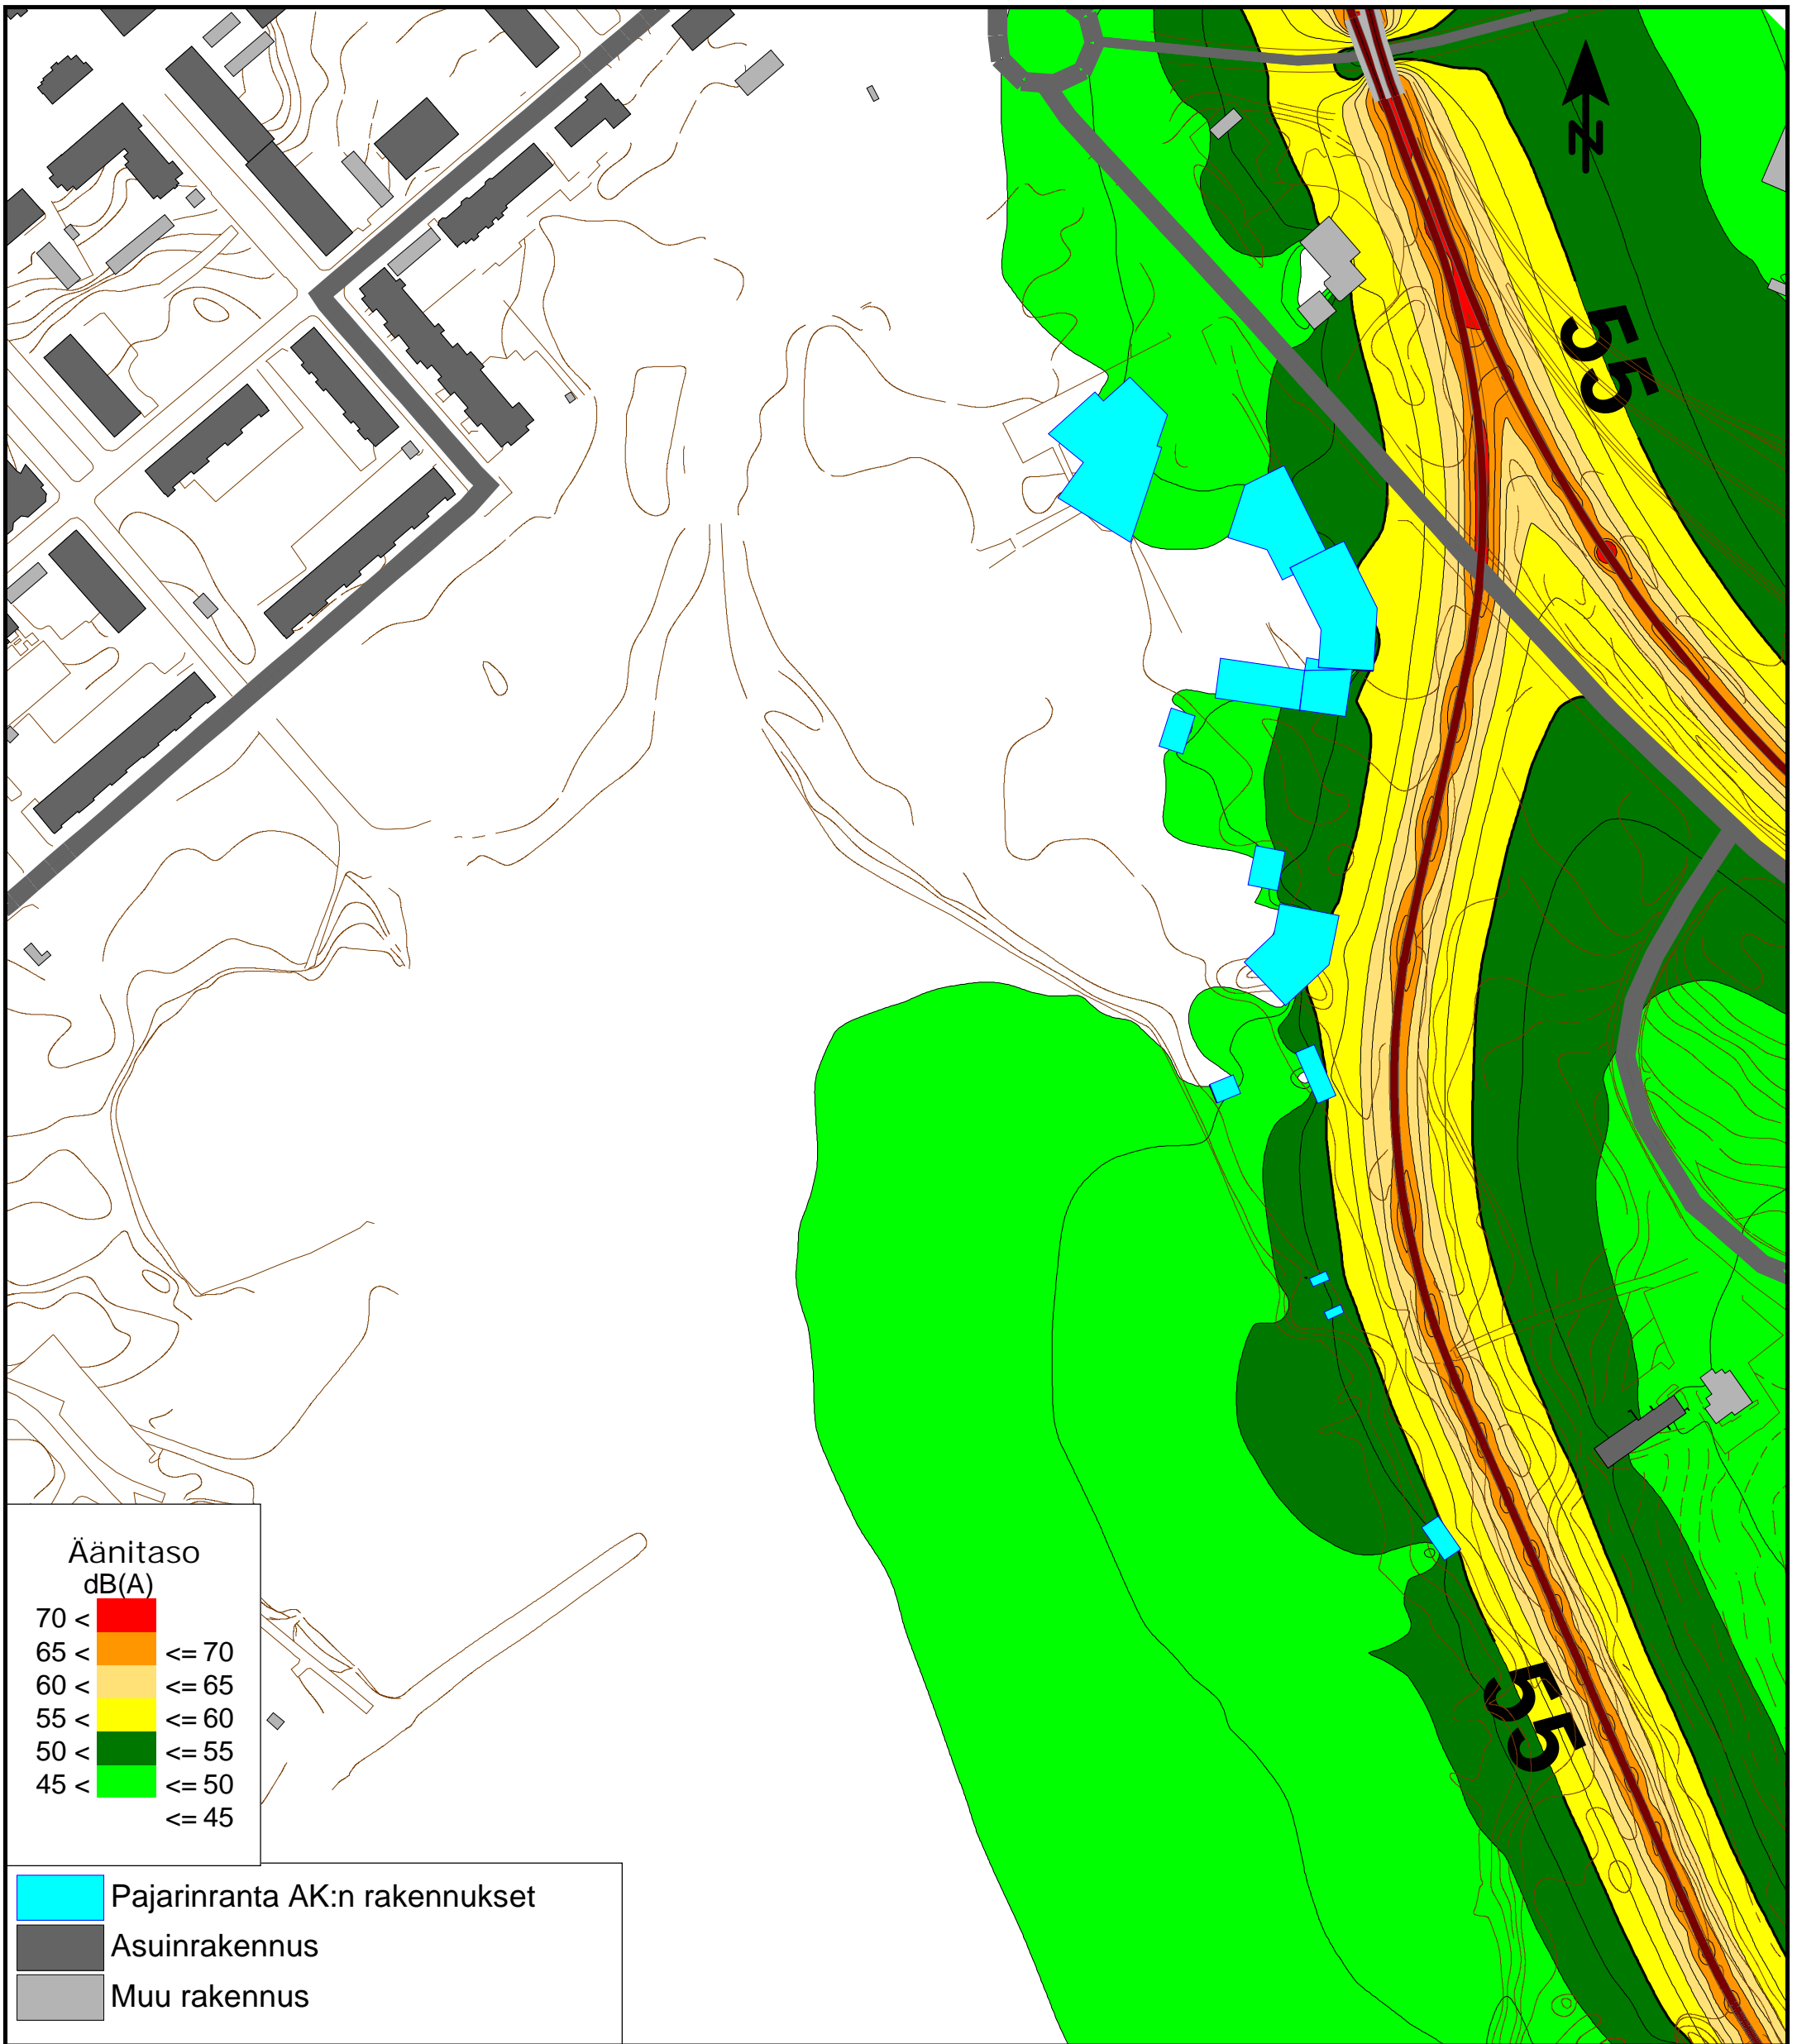 N
55
55
Äänitaso
dB(A)
70 <
65 < <= 70
60 < <= 65
55 < <= 60
50 < <= 55
45 < <= 50
<= 45
Pajarinranta AK:n rakennukset
Asuinrakennus
Muu rakennus